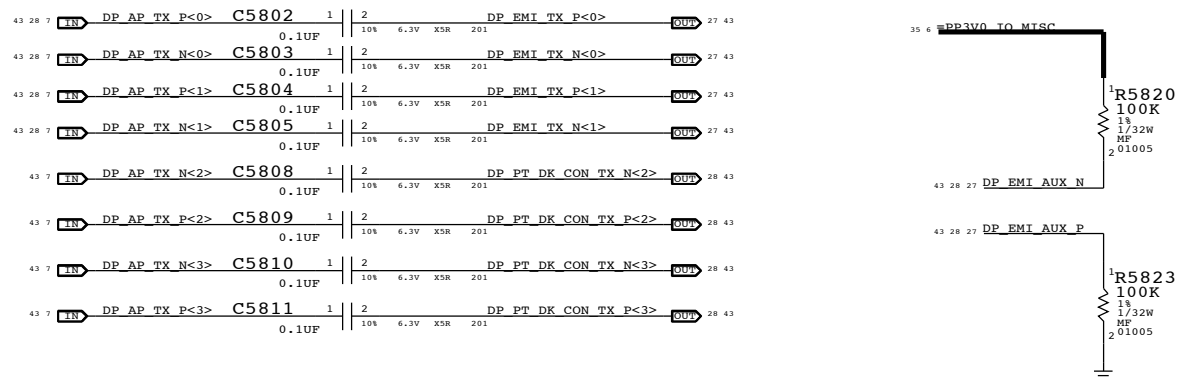 43 28 7 IN DP_AP_TX_P<0> C5802 1 2 DP_EMI_TX_P<0> OUT 27 43
0.1UF 10% 6.3V X5R 201
43 28 7 IN DP_AP_TX_N<0> C5803 1 2 DP_EMI_TX_N<0> OUT 27 43
0.1UF 10% 6.3V X5R 201
43 28 7 IN DP_AP_TX_P<1> C5804 1 2 DP_EMI_TX_P<1> OUT 27 43
0.1UF 10% 6.3V X5R 201
43 28 7 IN DP_AP_TX_N<1> C5805 1 2 DP_EMI_TX_N<1> OUT 27 43
0.1UF 10% 6.3V X5R 201
43 7 IN DP_AP_TX_N<2> C5808 1 2 DP_PT_DK_CON_TX_N<2> OUT 28 43
0.1UF 10% 6.3V X5R 201
43 7 IN DP_AP_TX_P<2> C5809 1 2 DP_PT_DK_CON_TX_P<2> OUT 28 43
0.1UF 10% 6.3V X5R 201
43 7 IN DP_AP_TX_N<3> C5810 1 2 DP_PT_DK_CON_TX_N<3> OUT 28 43
0.1UF 10% 6.3V X5R 201
43 7 IN DP_AP_TX_P<3> C5811 1 2 DP_PT_DK_CON_TX_P<3> OUT 28 43
0.1UF 10% 6.3V X5R 201
35 6 =PP3V0_IO_MISC
1 R5820
100K
1%
1/32W
MF
2 01005
43 28 27 DP_EMI_AUX_N
43 28 27 DP_EMI_AUX_P
1 R5823
100K
1%
1/32W
MF
2 01005